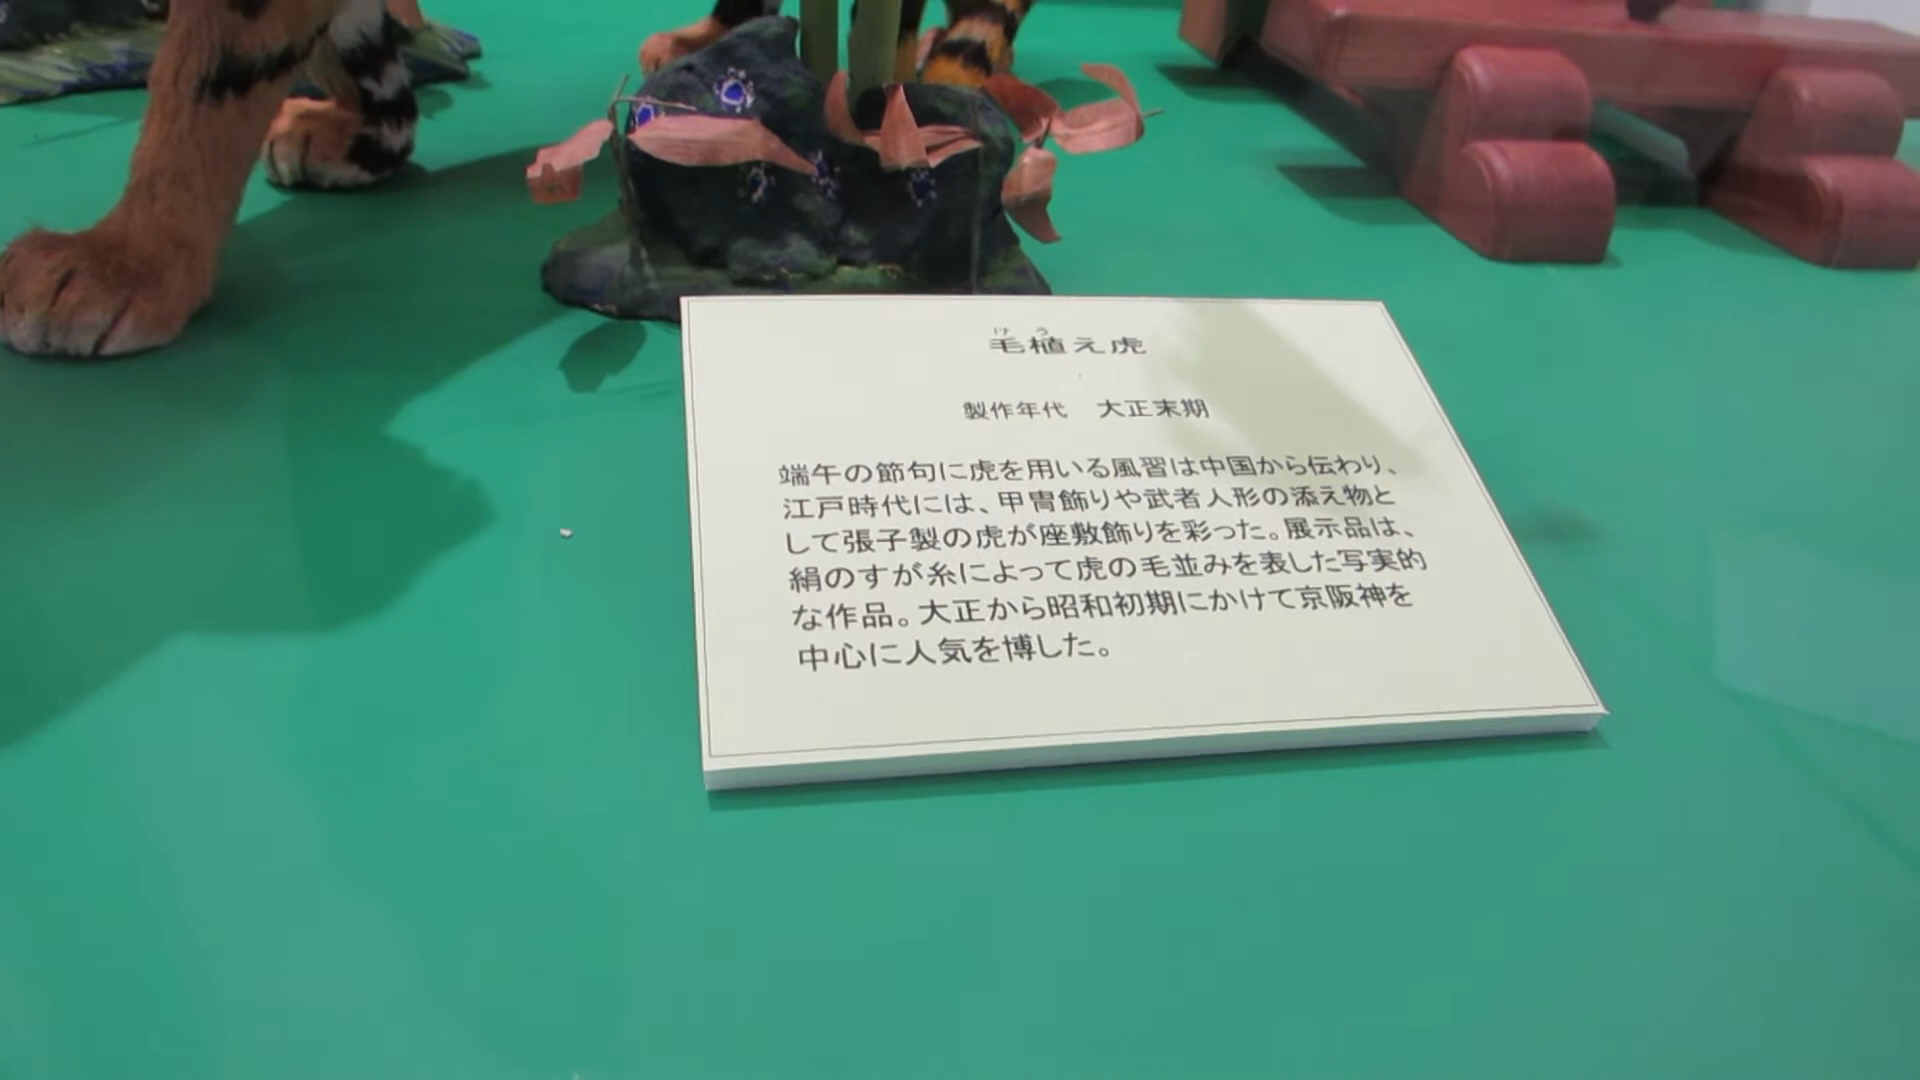 けう
毛植え虎
製作年代　大正末期
端午の節句に虎を用いる風習は中国から伝わり、
江戸時代には、甲冑飾りや武者人形の添え物と
して張子製の虎が座敷飾りを彩った。展示品は、
絹のすが糸によって虎の毛並みを表した写実的
な作品。大正から昭和初期にかけて京阪神を
中心に人気を博した。